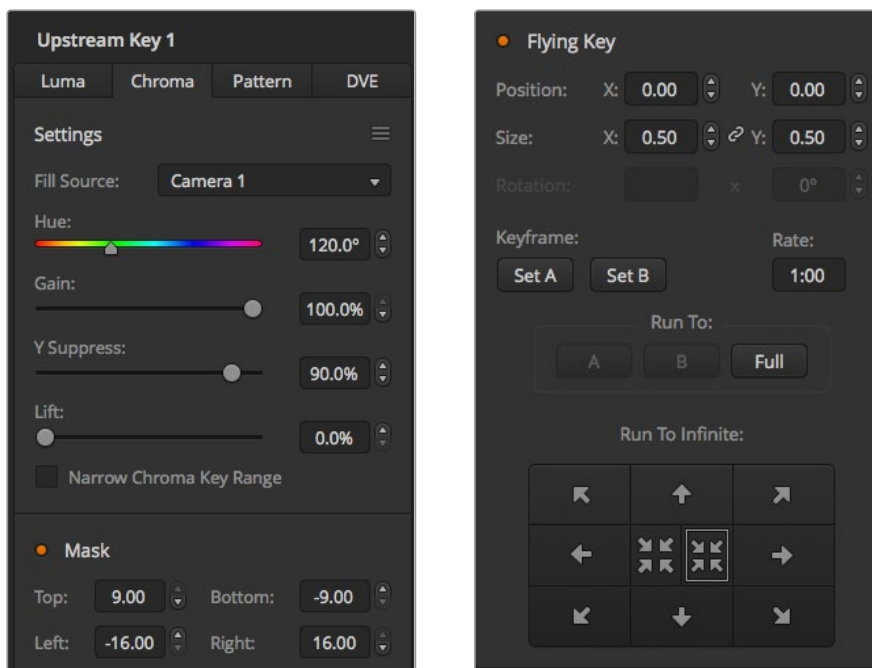 Upstream Key 1
Luma Chroma Pattern DVE
Settings
Fill Source: Camera 1
Hue:
120.0°
Gain:
100.0%
Y Suppress:
90.0%
Lift:
0.0%
Narrow Chroma Key Range
Mask
Top: 9.00 Bottom: -9.00
Left: -16.00 Right: 16.00
Flying Key
Position: X: 0.00 Y: 0.00
Size: X: 0.50 Y: 0.50
Rotation: x 0°
Keyframe: Rate:
Set A Set B 1:00
Run To:
A B Full
Run To Infinite: